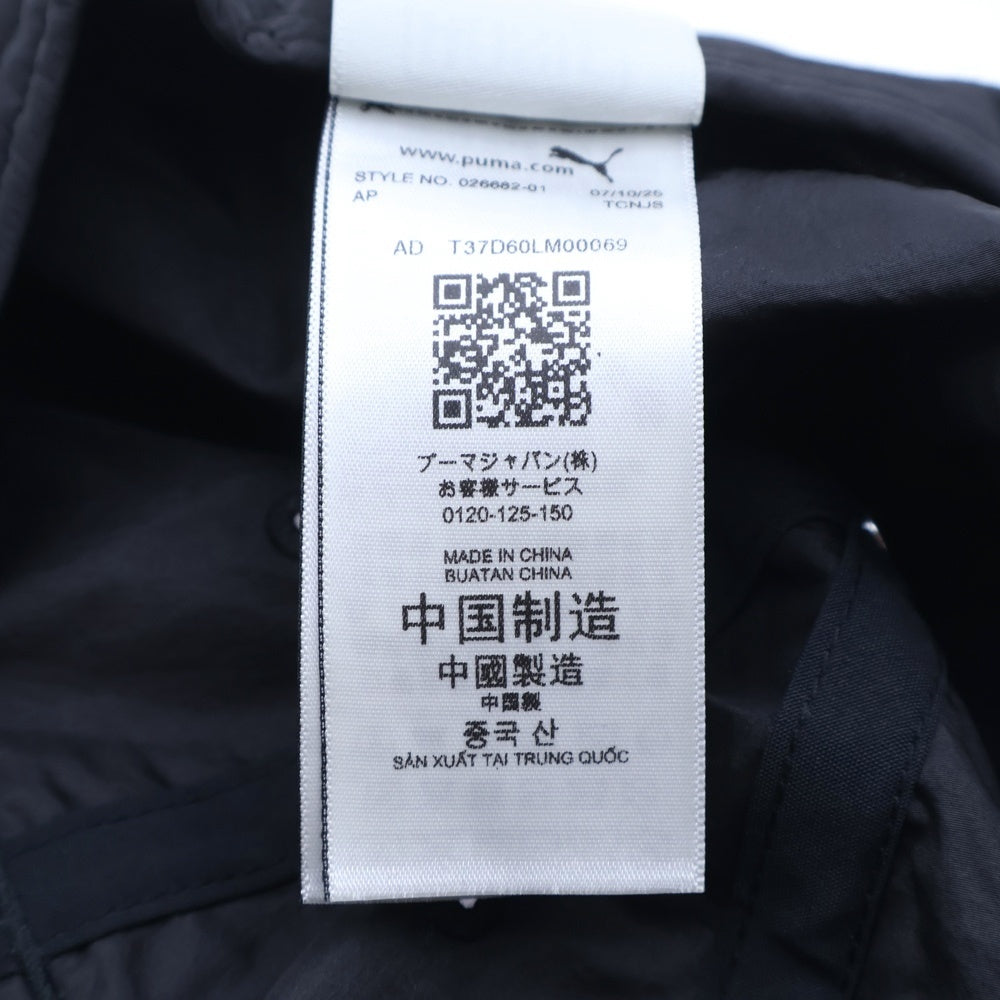 www.puma.com
STYLE NO. 026682-01
07/10/25
AP
TCNJS
AD T37D60LM00069
プーマジャパン(株)
お客様サービス
0120-125-150
MADE IN CHINA
BUATAN CHINA
中国制造
中國製造
中国製
중국 산
SẢN XUẤT TẠI TRUNG QUỐC